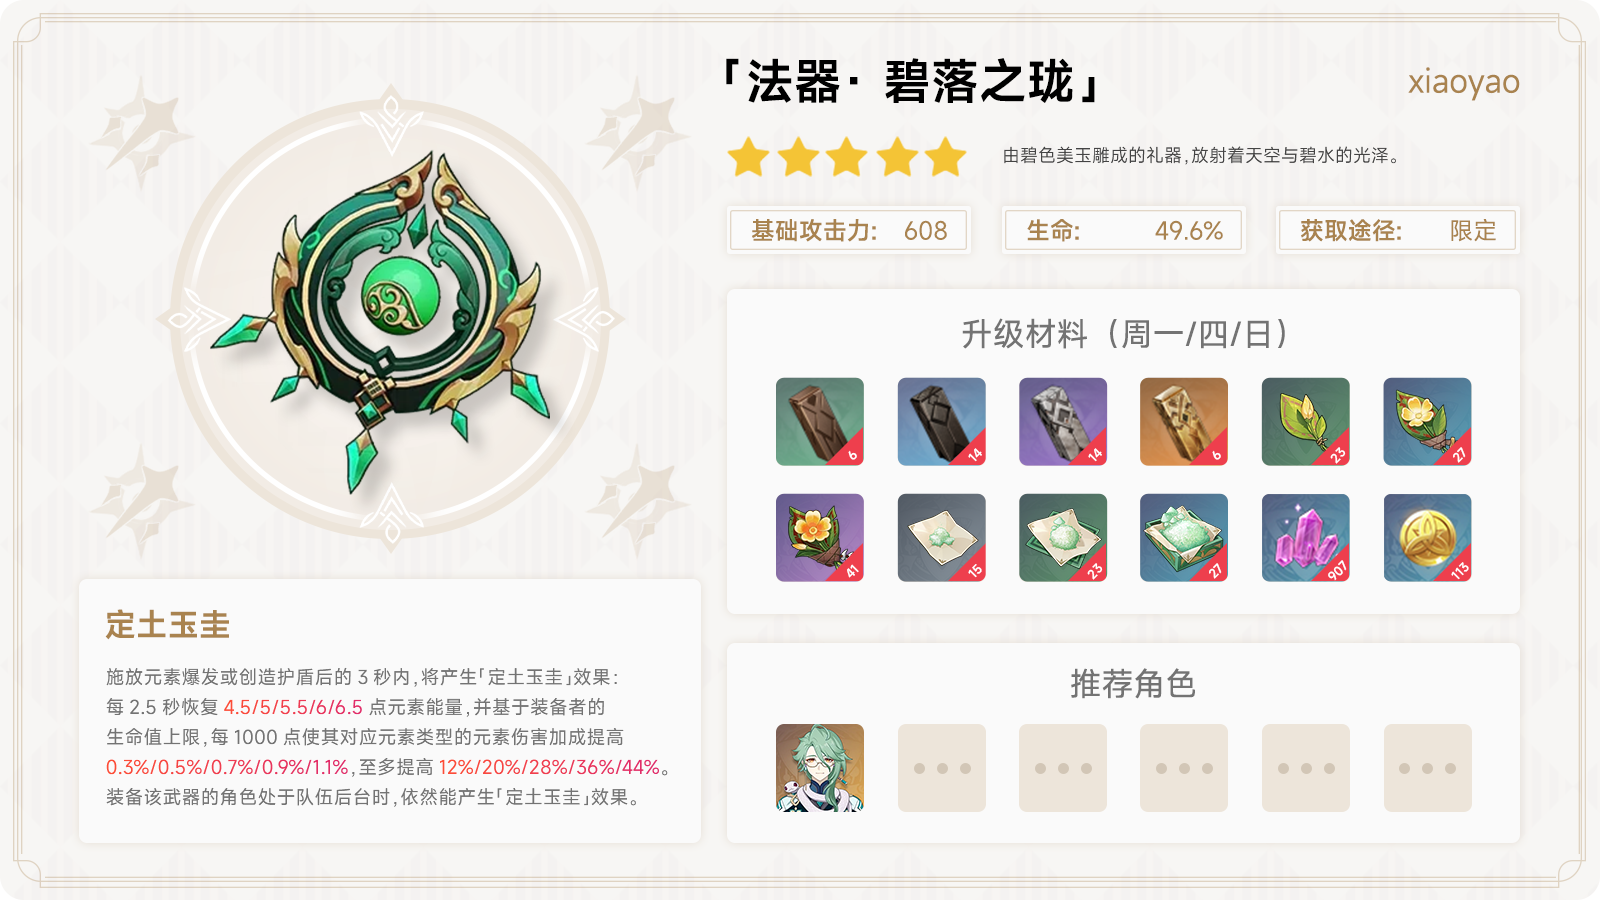 「法器· 碧落之珑」
xiaoyao
由碧色美玉雕成的礼器,放射着天空与碧水的光泽。
基础攻击力: 608
生命: 49.6%
获取途径: 限定
升级材料（周一/四/日）
6
14
14
6
23
27
41
15
23
27
907
113
定土玉圭
施放元素爆发或创造护盾后的 3 秒内,将产生「定土玉圭」效果:
每 2.5 秒恢复 4.5/5/5.5/6/6.5 点元素能量,并基于装备者的
生命值上限,每 1000 点使其对应元素类型的元素伤害加成提高
0.3%/0.5%/0.7%/0.9%/1.1%,至多提高 12%/20%/28%/36%/44%。
装备该武器的角色处于队伍后台时,依然能产生「定土玉圭」效果。
推荐角色